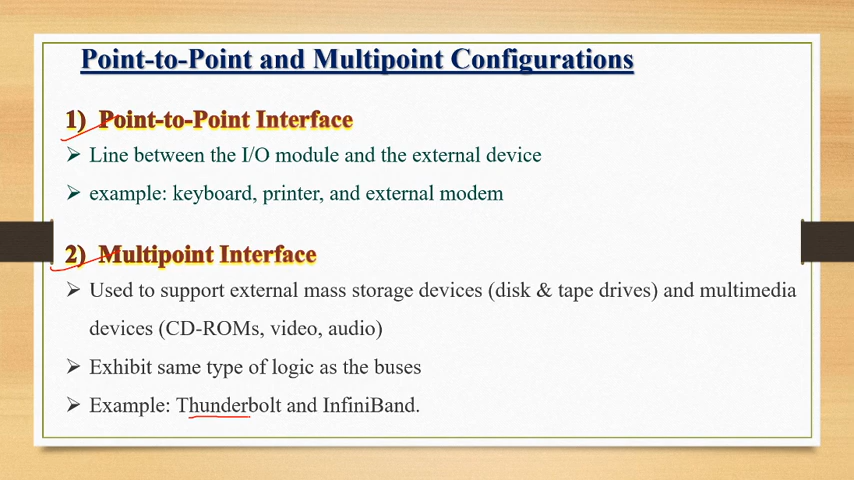 Point-to-Point and Multipoint Configurations
1) Point-to-Point Interface
➢ Line between the I/O module and the external device
➢ example: keyboard, printer, and external modem
2) Multipoint Interface
➢ Used to support external mass storage devices (disk & tape drives) and multimedia
devices (CD-ROMs, video, audio)
➢ Exhibit same type of logic as the buses
➢ Example: Thunderbolt and InfiniBand.